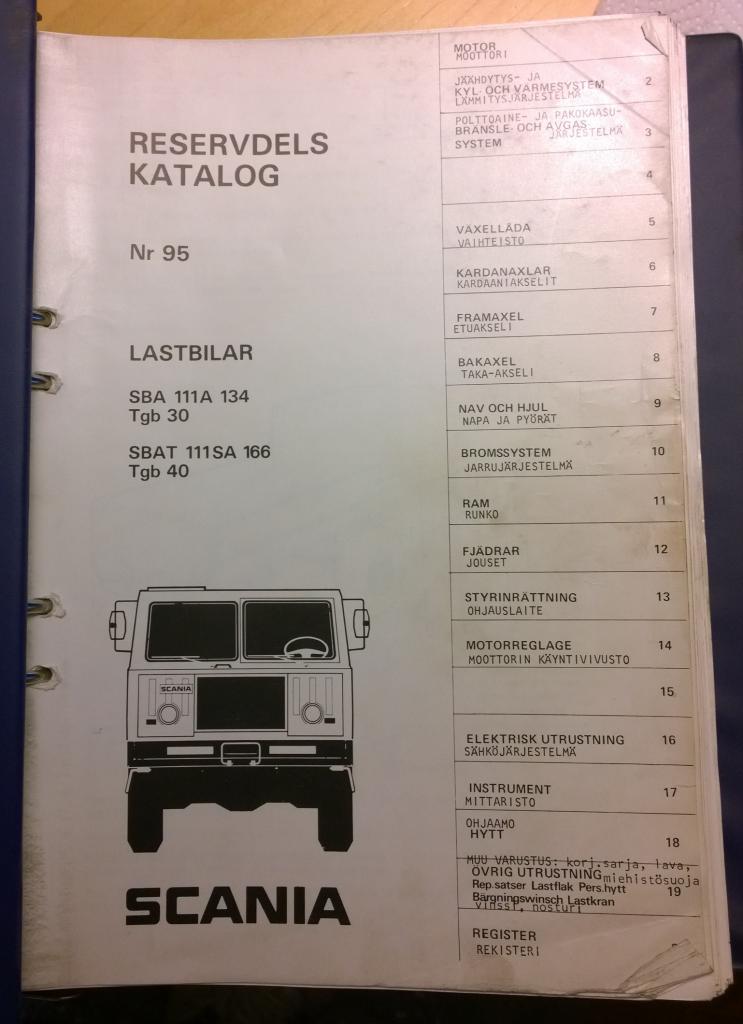 RESERVDELS
KATALOG
Nr 95
LASTBILAR
SBA 111A 134
Tgb 30
SBAT 111SA 166
Tgb 40
SCANIA
SCANIA
MOTOR
MOOTTORI
JÄÄHDYTYS- JA
KYL- OCH VÄRMESYSTEM 2
LÄMMITYSJÄRJESTELMÄ
POLTTOAINE- JA PAKOKAASU-
BRÄNSLE- OCH AVGAS JÄRJESTELMÄ 3
SYSTEM
4
VÄXELLÅDA 5
VAIHTEISTO
KARDANAXLAR 6
KARDAANIAKSELIT
FRAMAXEL 7
ETUAKSELI
BAKAXEL 8
TAKA-AKSELI
NAV OCH HJUL 9
NAPA JA PYÖRÄT
BROMSSYSTEM 10
JARRUJÄRJESTELMÄ
RAM 11
RUNKO
FJÄDRAR 12
JOUSET
STYRINRÄTTNING 13
OHJAUSLAITE
MOTORREGLAGE 14
MOOTTORIN KÄYNTIVIVUSTO
15
ELEKTRISK UTRUSTNING 16
SÄHKÖJÄRJESTELMÄ
INSTRUMENT 17
MITTARISTO
OHJAAMO
HYTT 18
MUU VARUSTUS: korj.sarja, lava,
ÖVRIG UTRUSTNING miehistösuoja
Rep.satser Lastflak Pers.hytt 19
Bärgningswinsch Lastkran
vinssi, nosturi
REGISTER
REKISTERI